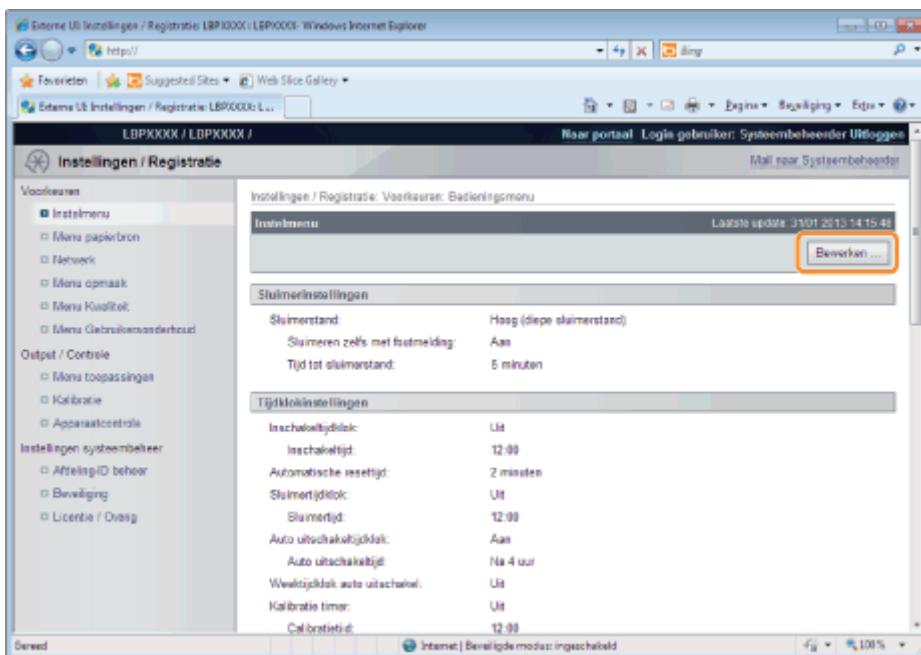 Externe UI: Instellingen / Registratie: LBPXXXX : LBPXXXX - Windows Internet Explorer
http://
Bing
Favorieten
Suggested Sites
Web Slice Gallery
Externe UI: Instellingen / Registratie: LBPXXXX: L...
Pagina
Beveiliging
Extra
LBPXXXX / LBPXXXX /
Naar portaal Login gebruiker: Systeembeheerder Uitloggen
Instellingen / Registratie
Mail naar Systeembeheerder
Voorkeuren
Instelmenu
Menu papierbron
Netwerk
Menu opmaak
Menu Kwaliteit
Menu Gebruikersonderhoud
Output / Controle
Menu toepassingen
Kalibratie
Apparaatcontrole
Instellingen systeembeheer
Afdeling-ID beheer
Beveiliging
Licentie / Overig
Instellingen / Registratie: Voorkeuren: Bedieningsmenu
Instelmenu
Laatste update: 31/01 2013 14:15:48
Bewerken ...
Sluimerinstellingen
Sluimerstand: Hoog (diepe sluimerstand)
Sluimeren zelfs met foutmelding: Aan
Tijd tot sluimerstand: 5 minuten
Tijdklokinstellingen
Inschakeltijdklok: Uit
Inschakeltijd: 12:00
Automatische resettijd: 2 minuten
Sluimertijdklok: Uit
Sluimertijd: 12:00
Auto uitschakeltijdklok: Aan
Auto uitschakeltijd: Na 4 uur
Weektijdklok auto uitschakel: Uit
Kalibratie timer: Uit
Calibratietijd: 12:00
Gereed
Internet | Beveiligde modus: ingeschakeld
100%